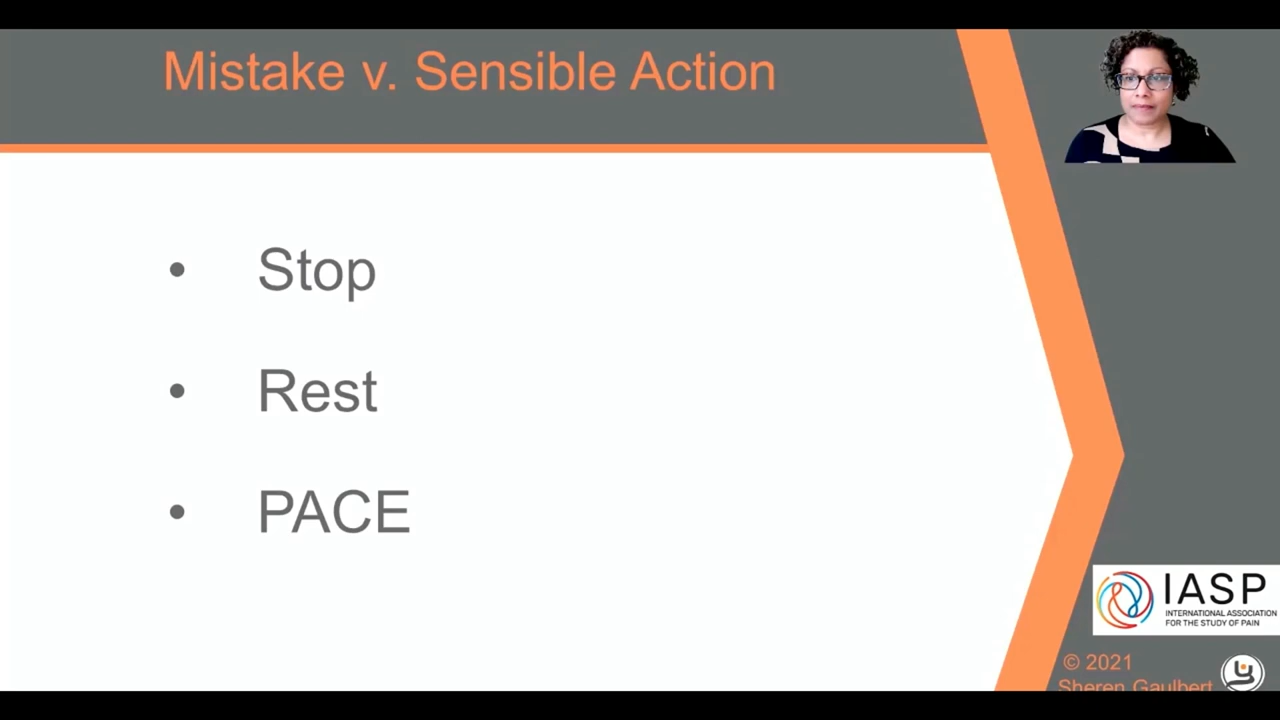 Mistake v. Sensible Action
• Stop
• Rest
• PACE
IASP
INTERNATIONAL ASSOCIATION
FOR THE STUDY OF PAIN
© 2021
Sheren Gaulbert